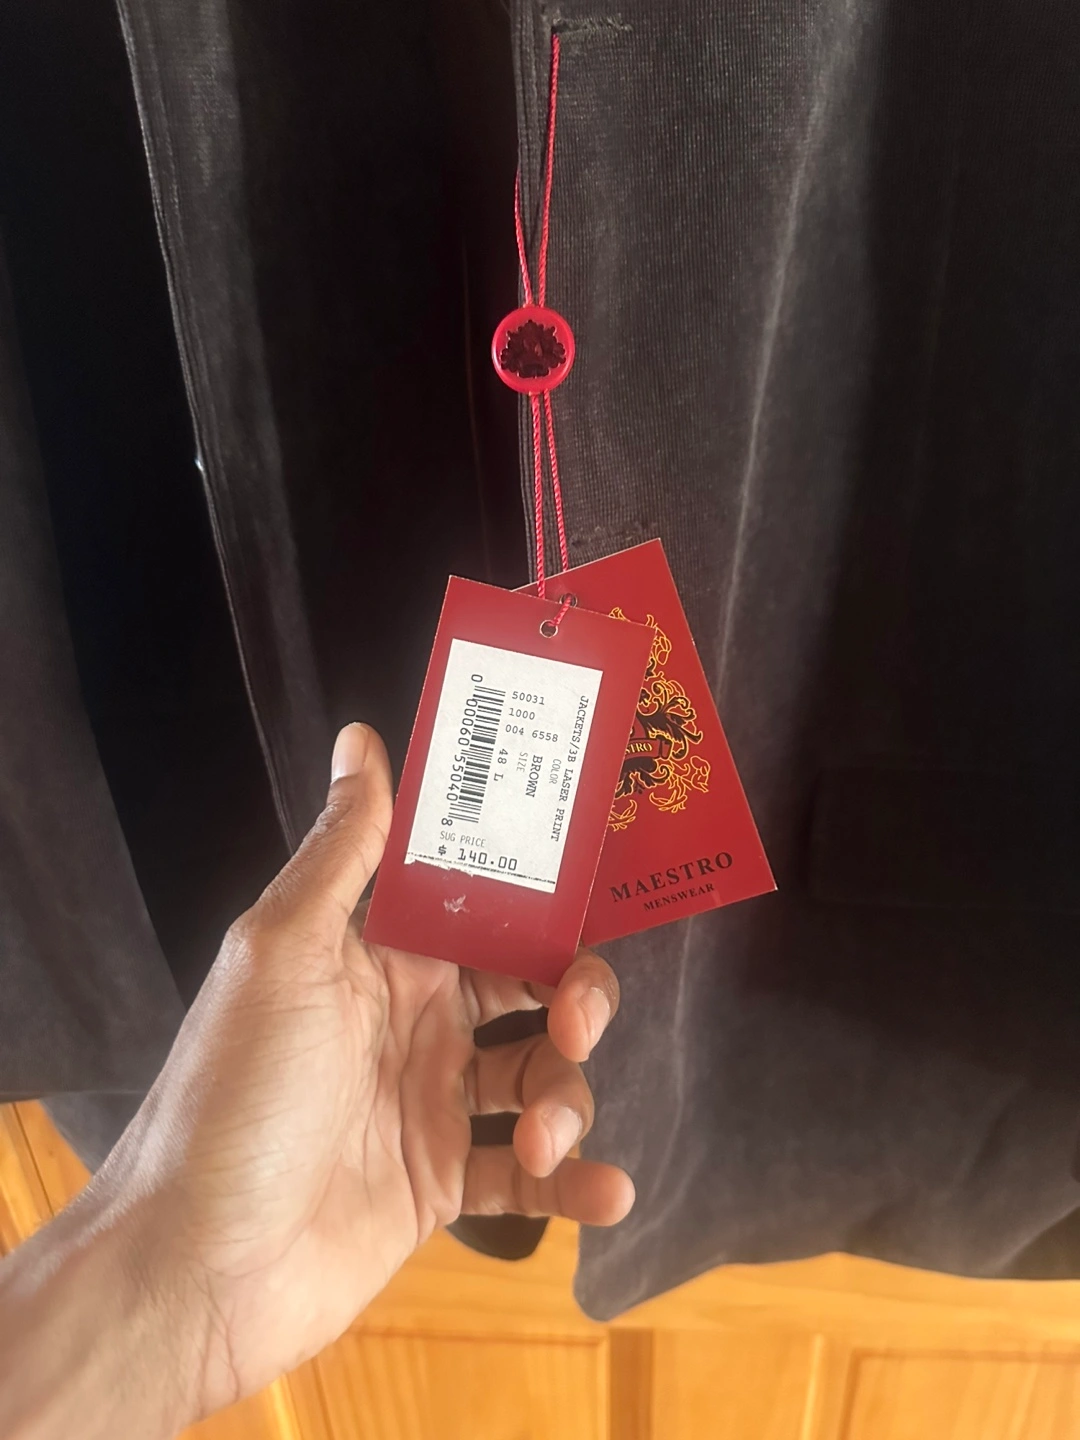 JACKETS/3B LASER PRINT
50031
1000
004 6558
COLOR
BROWN
SIZE
48 L
0 00060 55040 8
SUG PRICE
$ 140.00
MAESTRO
MENSWEAR